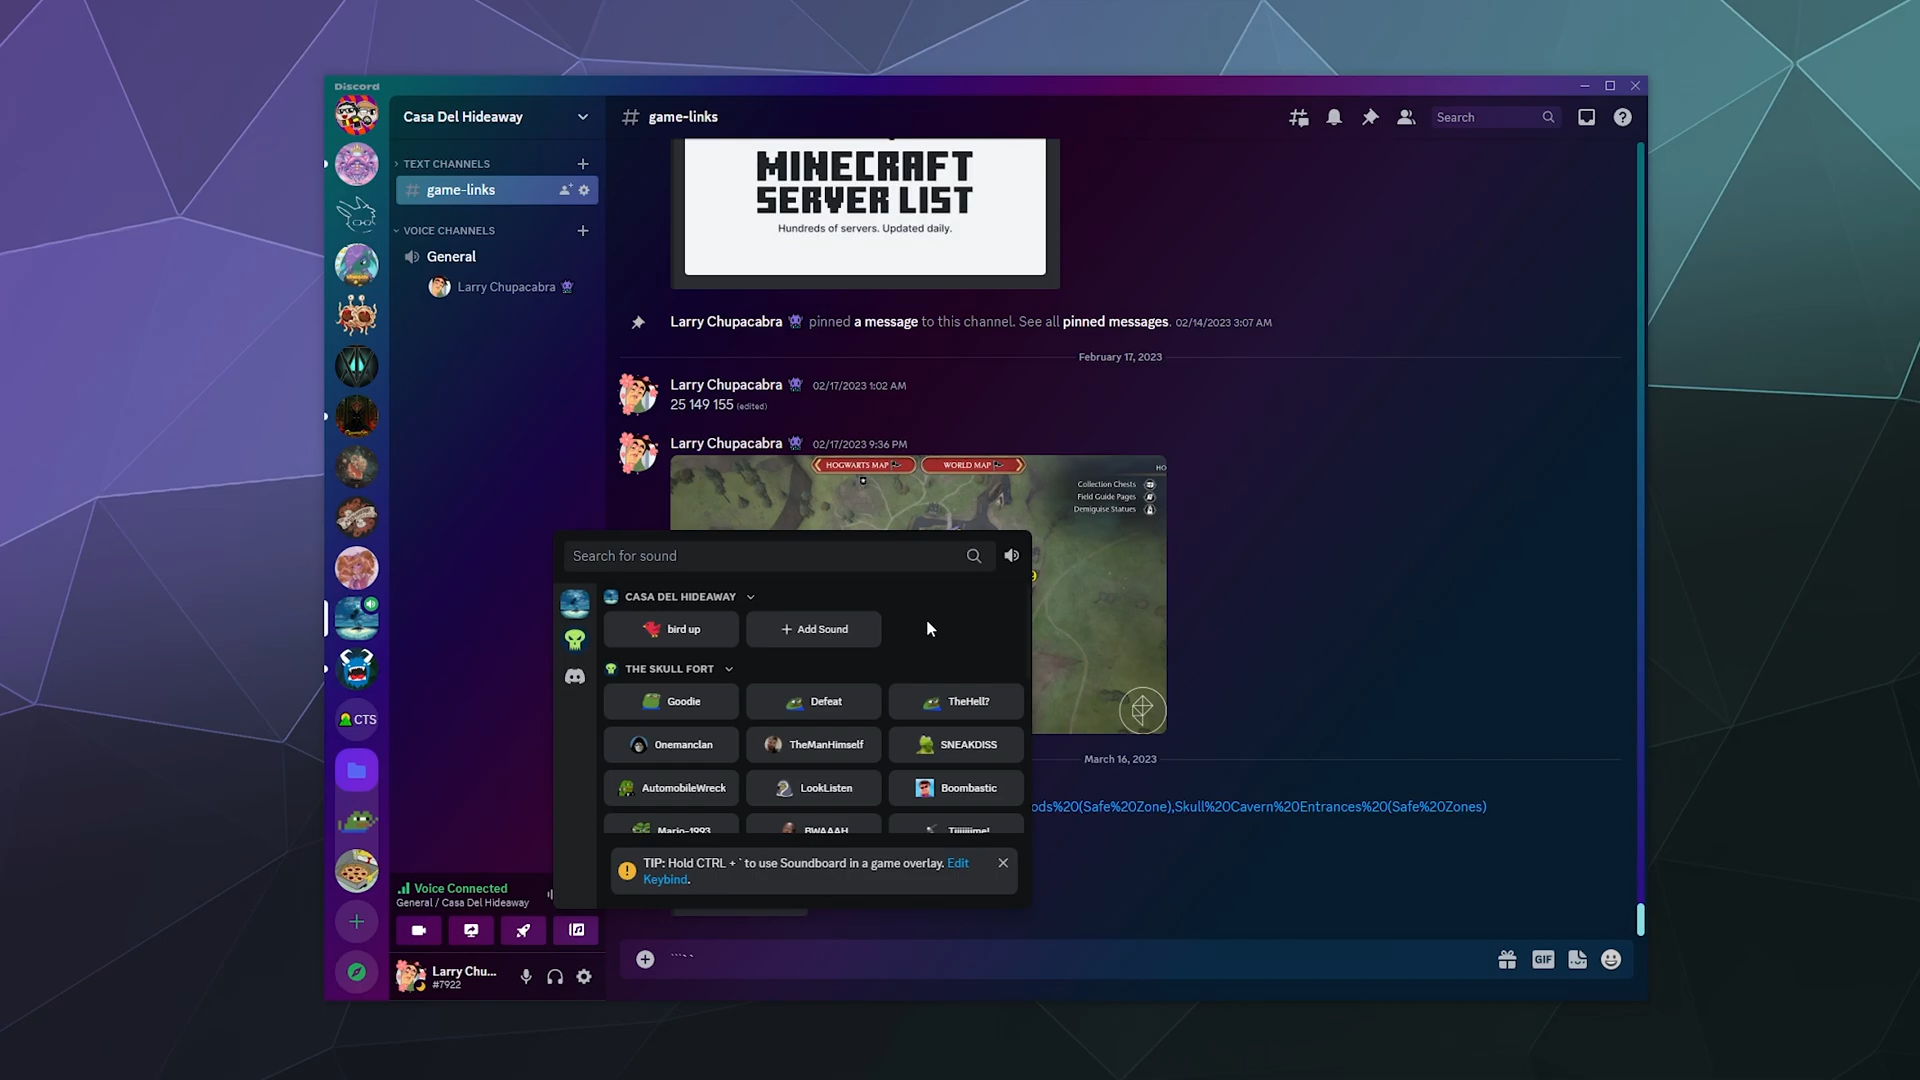 Discord
Casa Del Hideaway
TEXT CHANNELS
game-links
VOICE CHANNELS
General
Larry Chupacabra
CTS
Voice Connected
General / Casa Del Hideaway
Larry Chu...
#7922
# game-links
Search
MINECRAFT
SERVER LIST
Hundreds of servers. Updated daily.
Larry Chupacabra pinned a message to this channel. See all pinned messages. 02/14/2023 3:07 AM
February 17, 2023
Larry Chupacabra 02/17/2023 1:02 AM
25 149 155 (edited)
Larry Chupacabra 02/17/2023 9:36 PM
HOGWARTS MAP WORLD MAP
HO
Collection Chests
Field Guide Pages
Demiguise Statues
Search for sound
CASA DEL HIDEAWAY
bird up + Add Sound
THE SKULL FORT
Goodie Defeat TheHell?
Onemanclan TheManHimself SNEAKDISS
AutomobileWreck LookListen Boombastic
Mario-1993 BWAAAH
TIP: Hold CTRL + ` to use Soundboard in a game overlay. Edit
Keybind.
March 16, 2023
ods%20(Safe%20Zone),Skull%20Cavern%20Entrances%20(Safe%20Zones)
`````
GIF